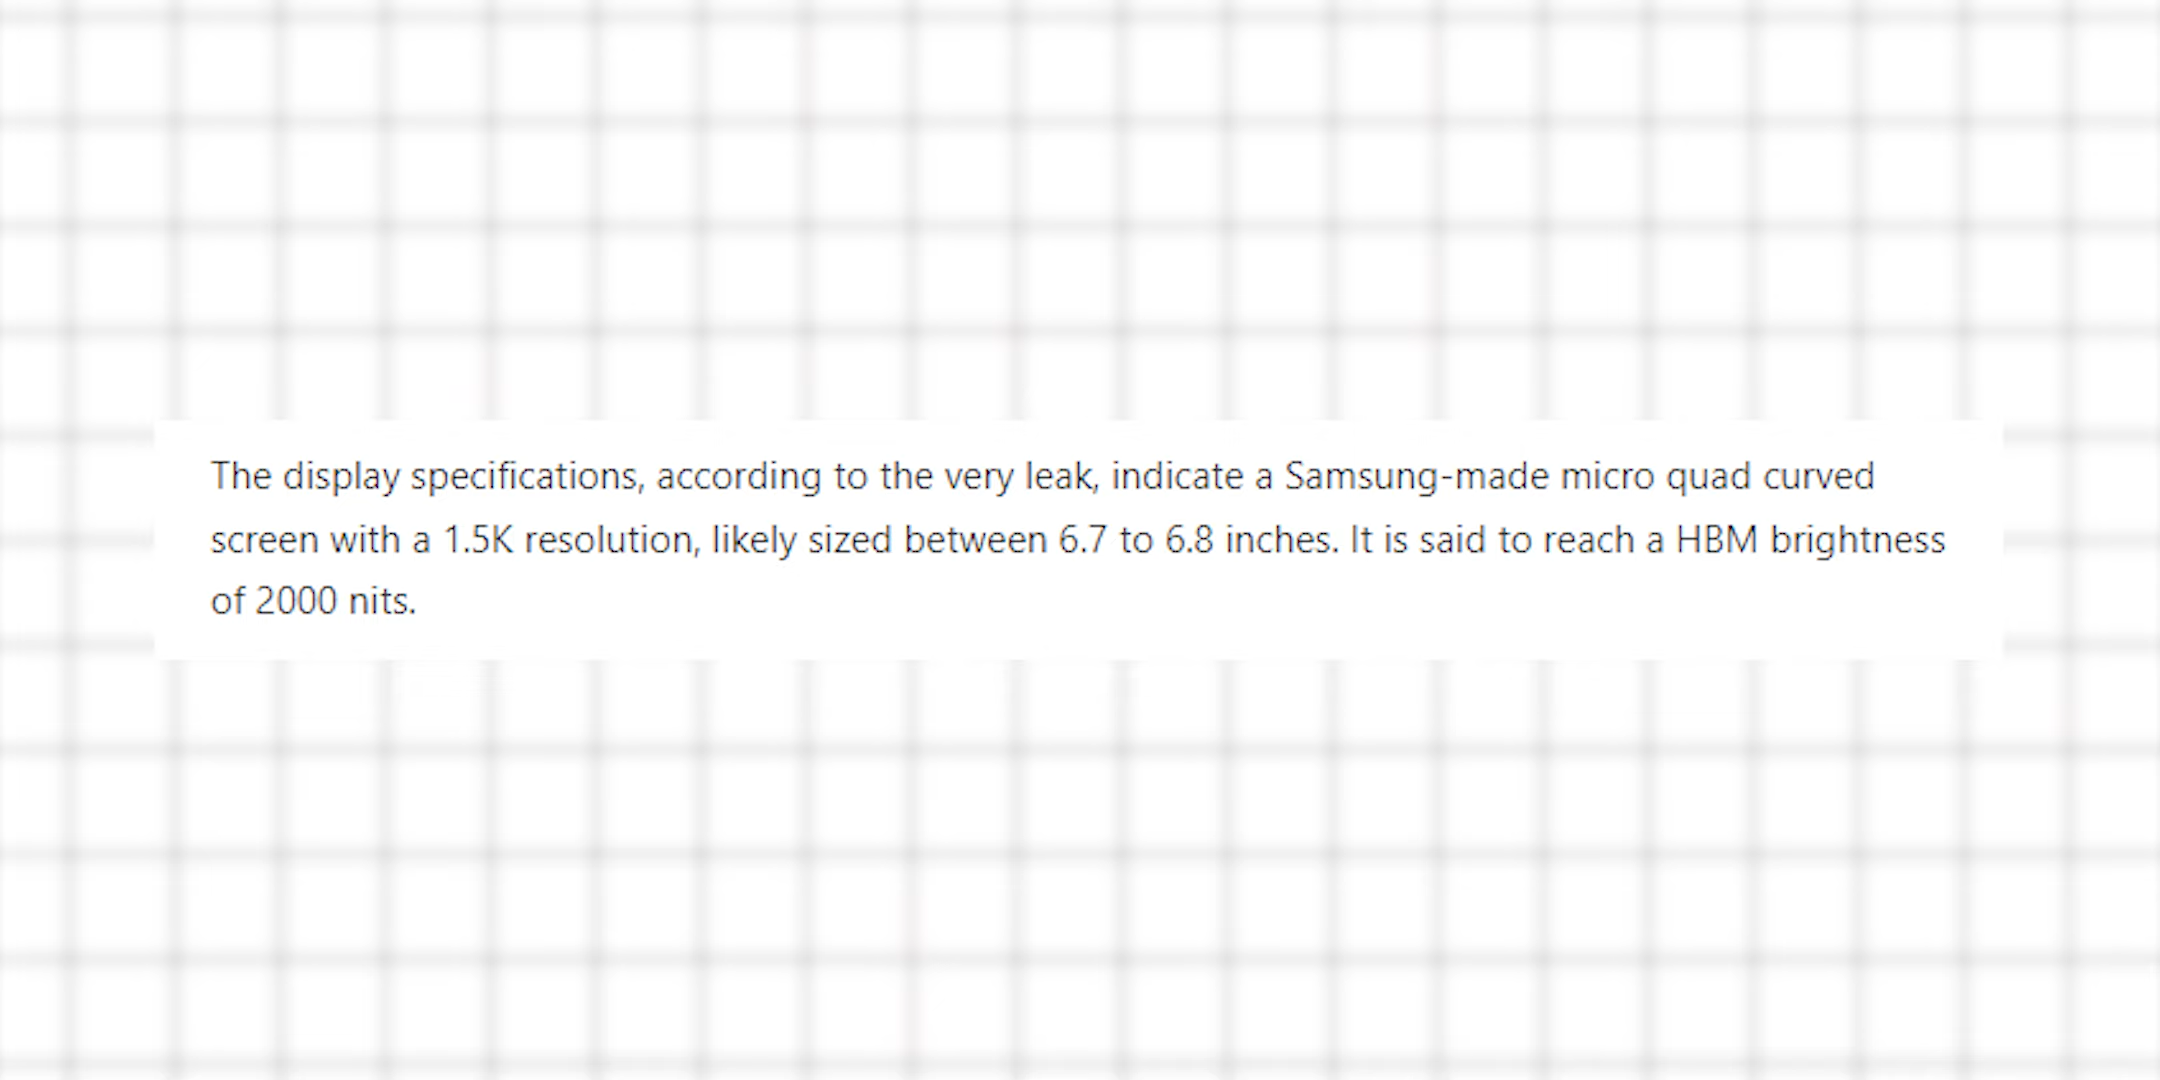 The display specifications, according to the very leak, indicate a Samsung-made micro quad curved
screen with a 1.5K resolution, likely sized between 6.7 to 6.8 inches. It is said to reach a HBM brightness
of 2000 nits.